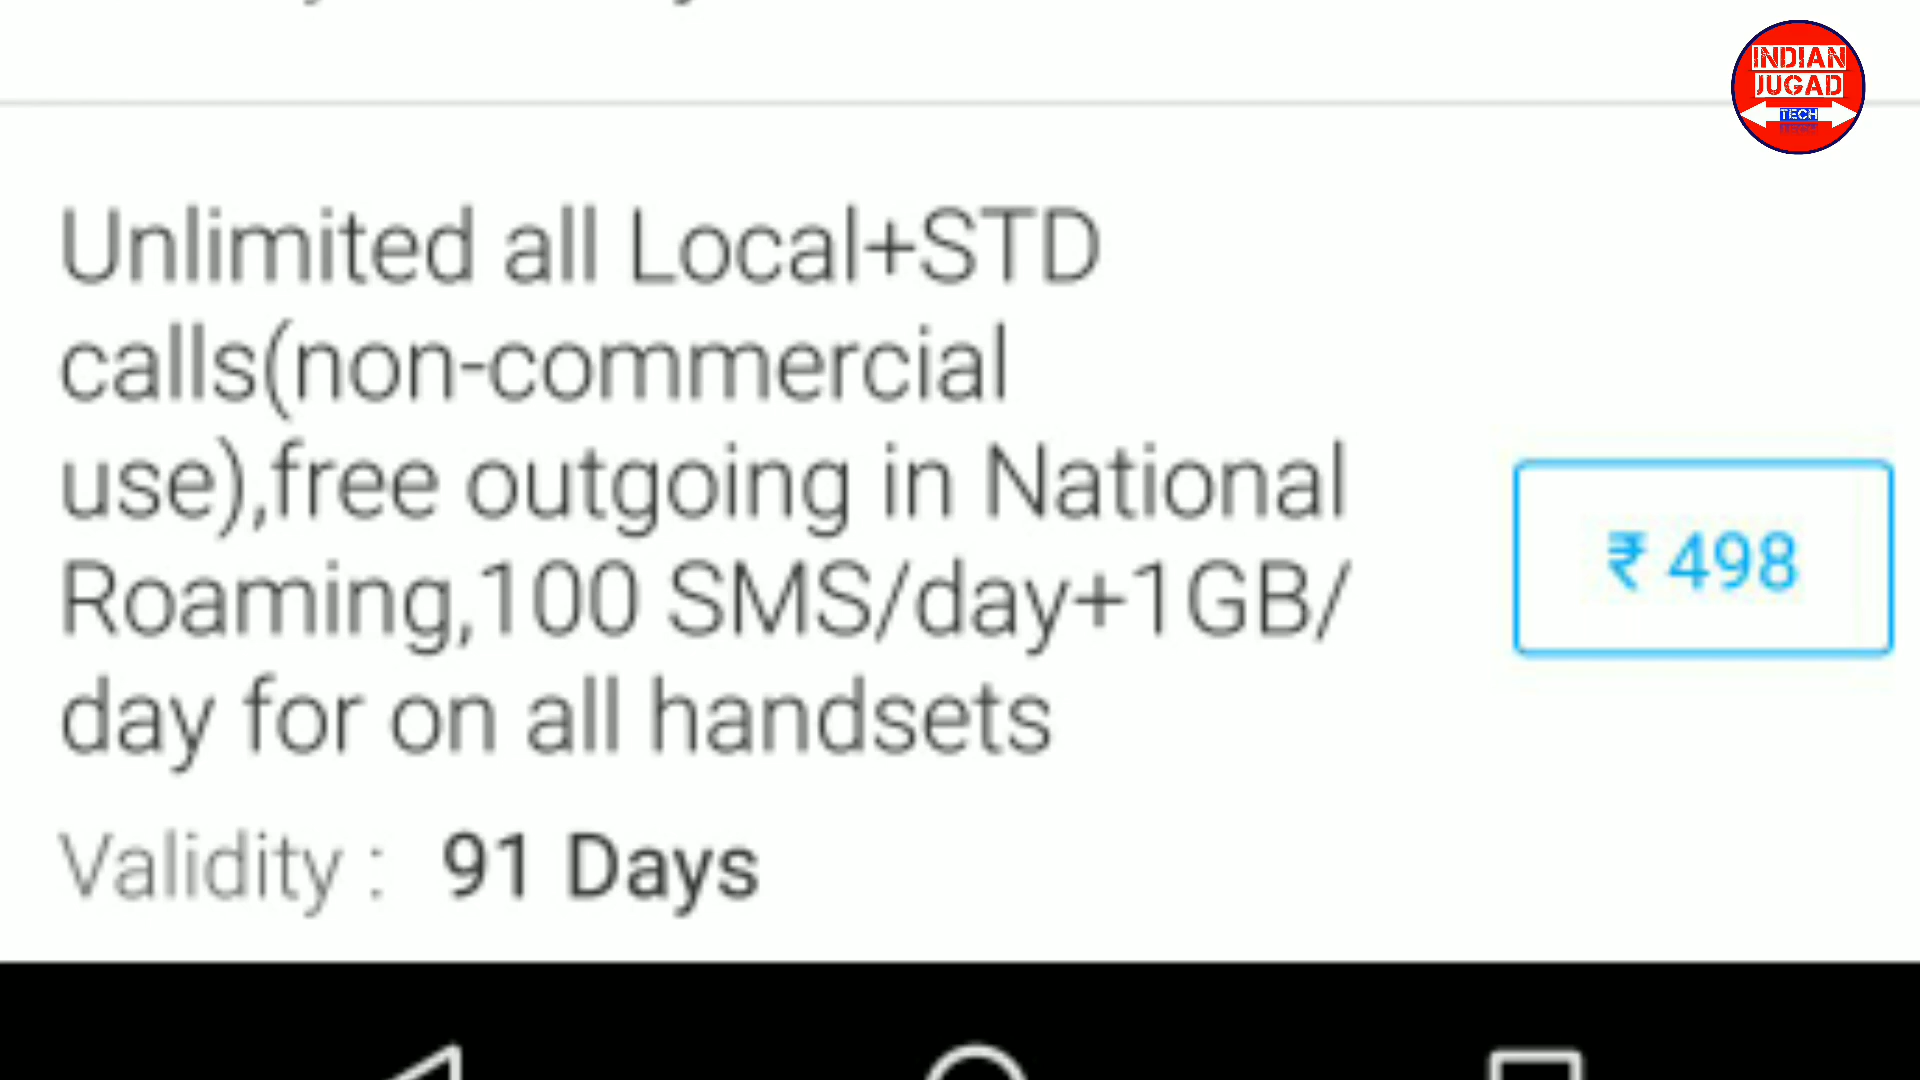 INDIAN
JUGAD
TECH
Unlimited all Local+STD
calls(non-commercial
use),free outgoing in National
Roaming,100 SMS/day+1GB/
day for on all handsets
₹ 498
Validity : 91 Days